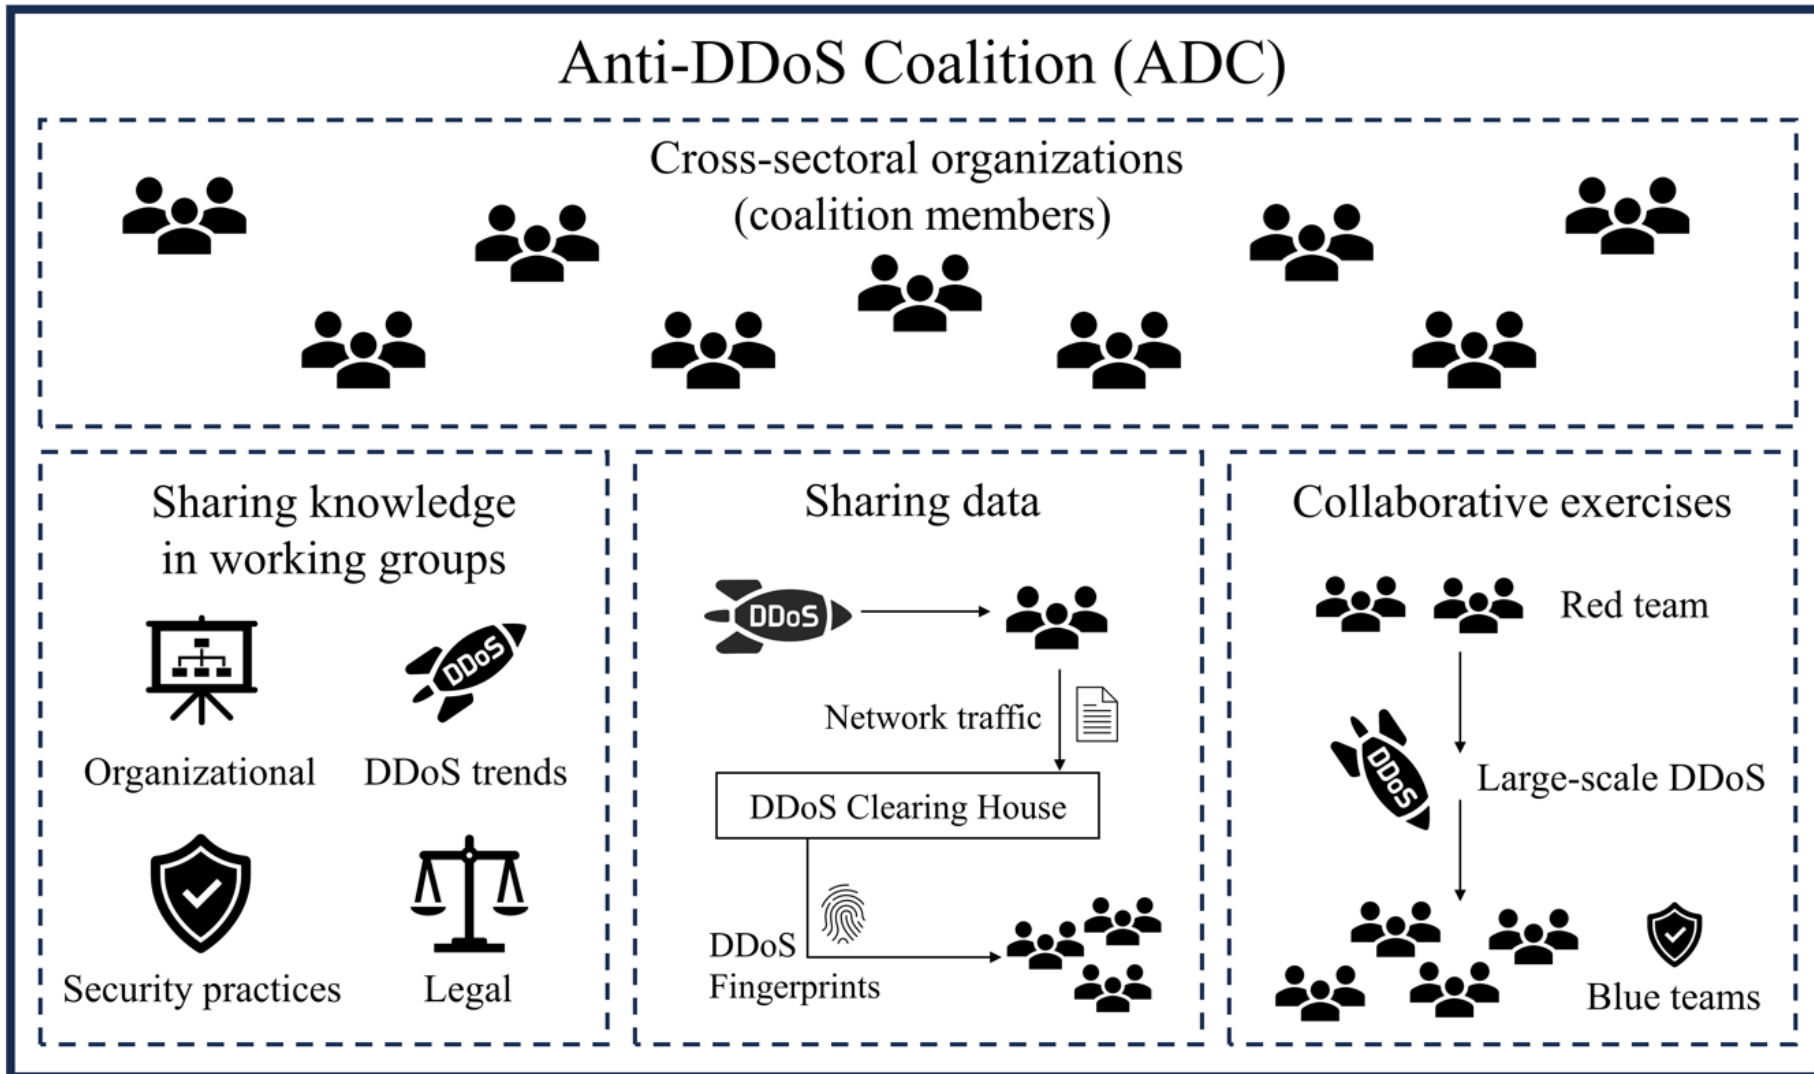 Anti-DDoS Coalition (ADC)
Cross-sectoral organizations
(coalition members)
Sharing knowledge
in working groups
DDoS
Organizational
DDoS trends
Security practices
Legal
Sharing data
DDoS
Network traffic
DDoS Clearing House
DDoS
Fingerprints
Collaborative exercises
Red team
DDoS
Large-scale DDoS
Blue teams